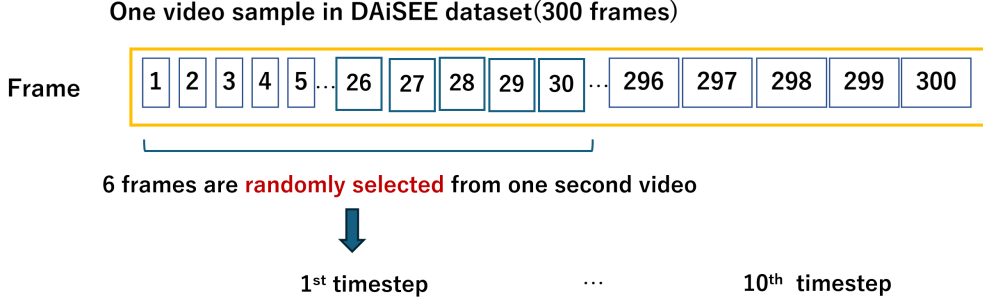 One video sample in DAiSEE dataset(300 frames)
Frame 1 2 3 4 5 ... 26 27 28 29 30 ... 296 297 298 299 300
6 frames are randomly selected from one second video
1st timestep ... 10th timestep